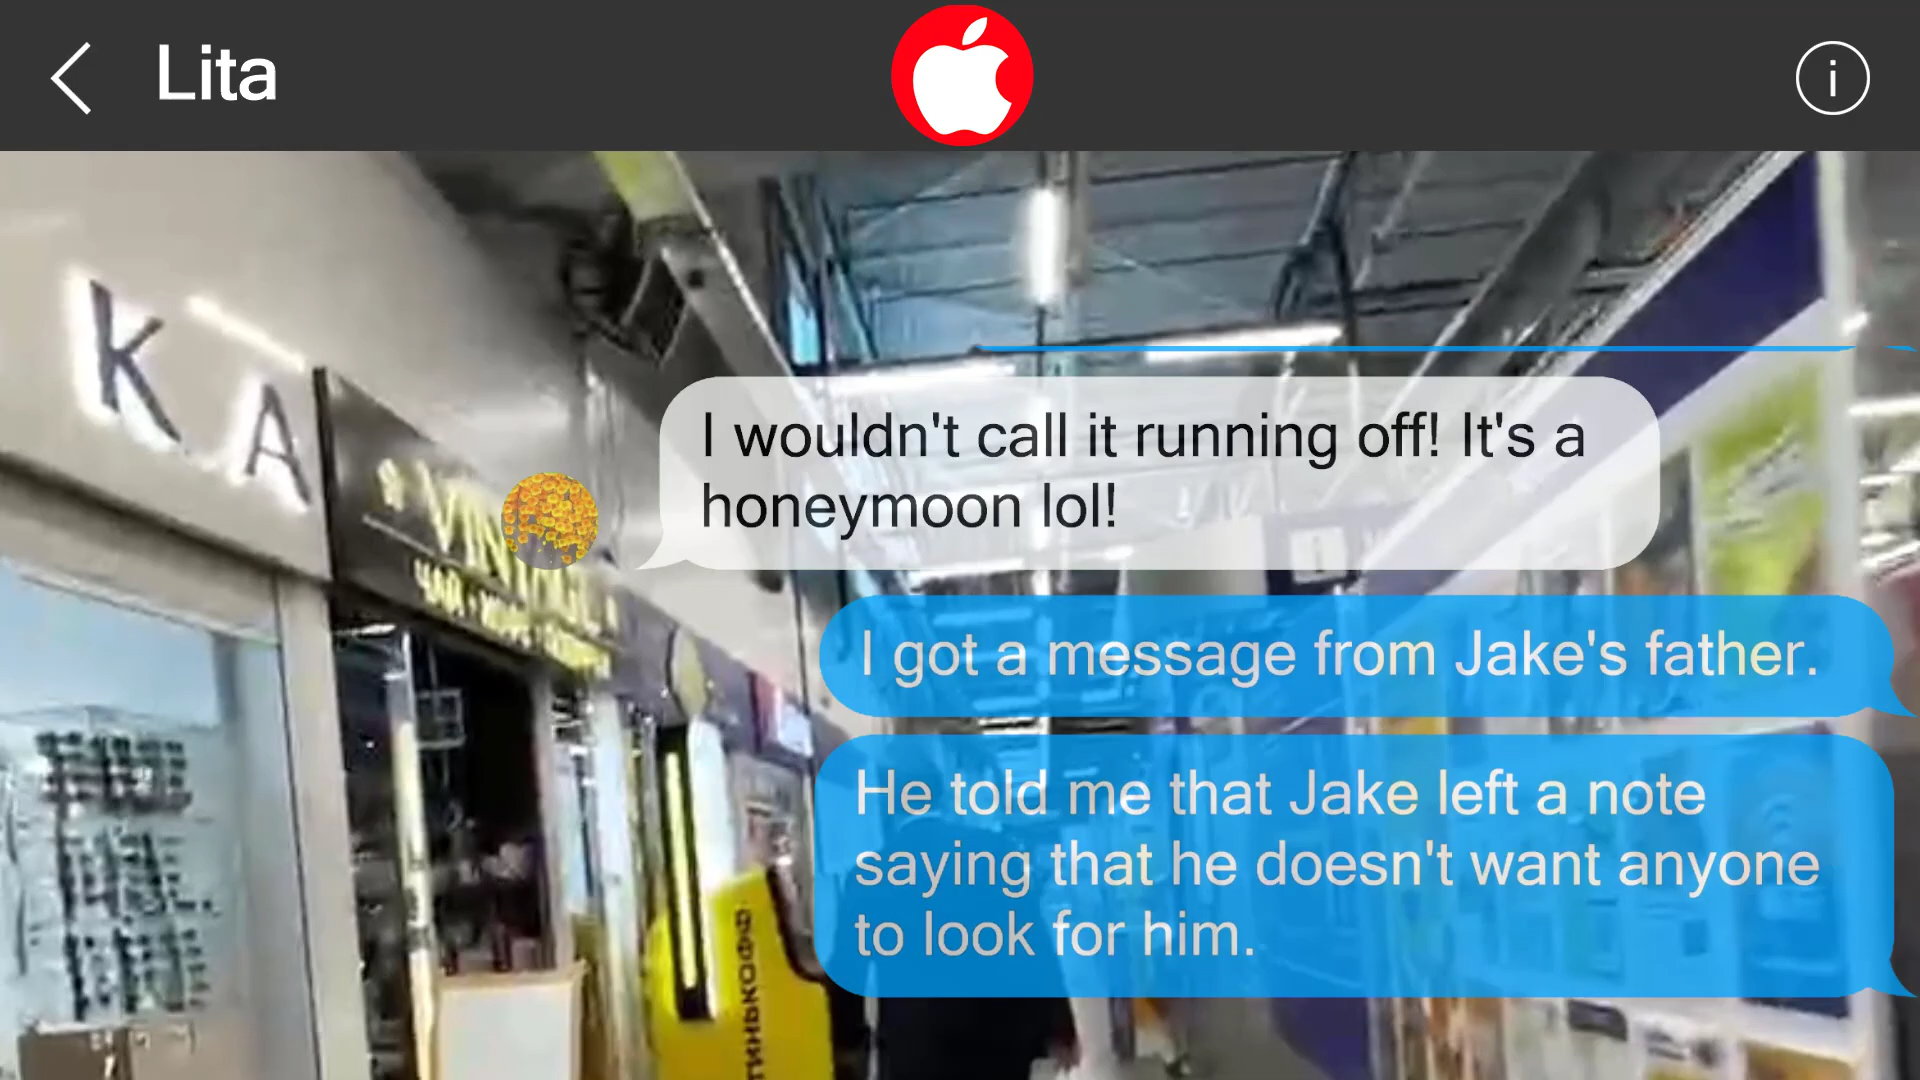 Lita
i
K A
I wouldn't call it running off! It's a
honeymoon lol!
I got a message from Jake's father.
He told me that Jake left a note
saying that he doesn't want anyone
to look for him.
ТИНЬКОФФ